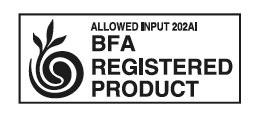 ALLOWED INPUT 202AI
BFA
REGISTERED
PRODUCT